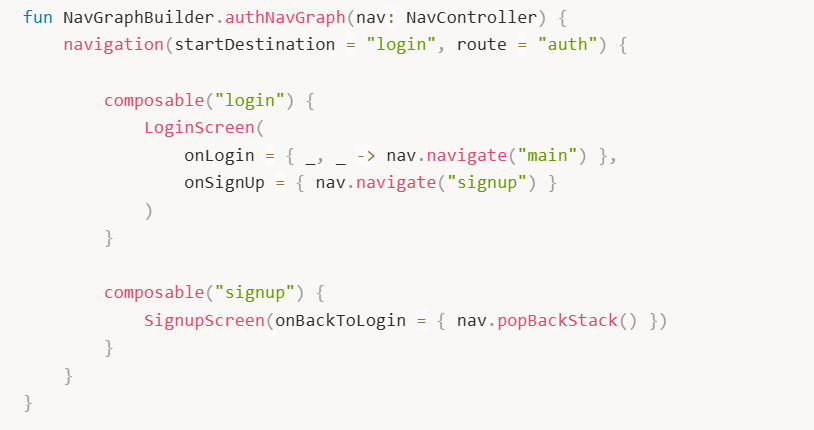 fun NavGraphBuilder.authNavGraph(nav: NavController) {
    navigation(startDestination = "login", route = "auth") {

        composable("login") {
            LoginScreen(
                onLogin = { _, _ -> nav.navigate("main") },
                onSignUp = { nav.navigate("signup") }
            )
        }

        composable("signup") {
            SignupScreen(onBackToLogin = { nav.popBackStack() })
        }
    }
}